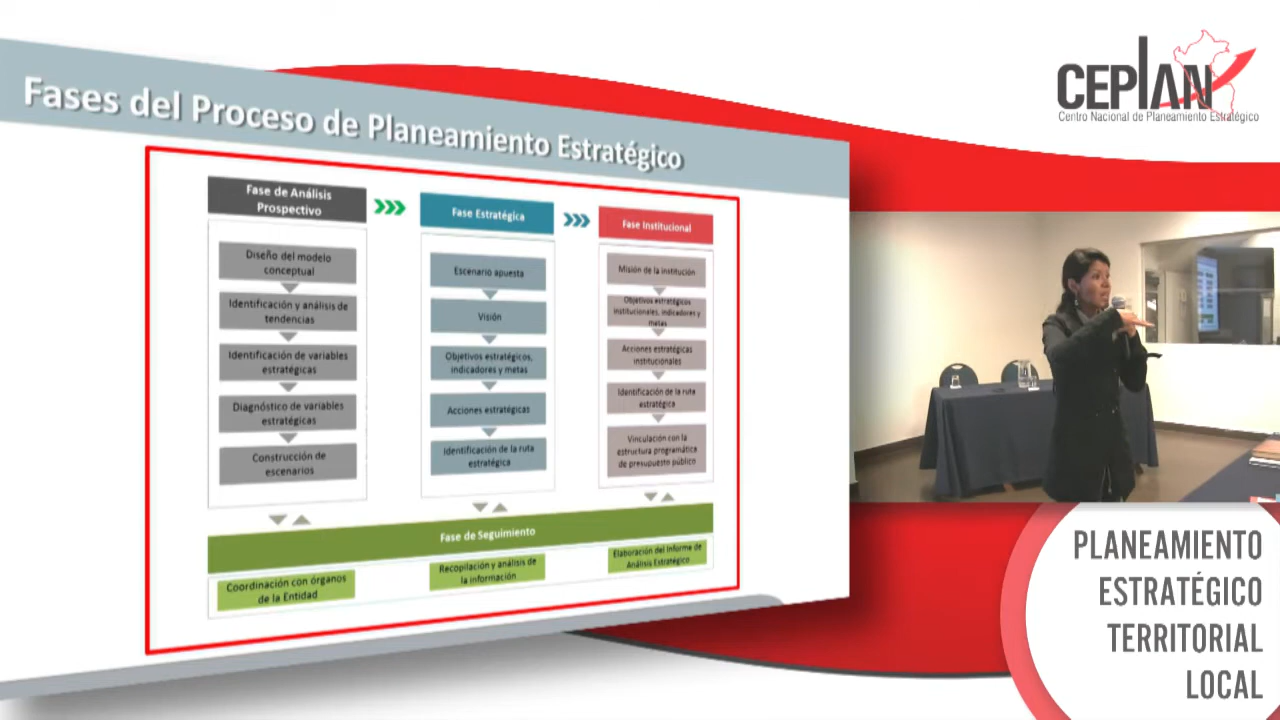 Fases del Proceso de Planeamiento Estratégico
Fase de Análisis
Prospectivo
Diseño del modelo
conceptual
Identificación y análisis de
tendencias
Identificación de variables
estratégicas
Diagnóstico de variables
estratégicas
Construcción de
escenarios
Fase Estratégica
Escenario apuesta
Visión
Objetivos estratégicos,
indicadores y metas
Acciones estratégicas
Identificación de la ruta
estratégica
Fase Institucional
Misión de la institución
Objetivos estratégicos
institucionales, indicadores y
metas
Acciones estratégicas
institucionales
Identificación de la ruta
estratégica
Vinculación con la
estructura programática
de presupuesto público
Fase de Seguimiento
Coordinación con órganos
de la Entidad
Recopilación y análisis de
la información
Elaboración del Informe de
Análisis Estratégico
CEPLAN
Centro Nacional de Planeamiento Estratégico
PLANEAMIENTO
ESTRATÉGICO
TERRITORIAL
LOCAL